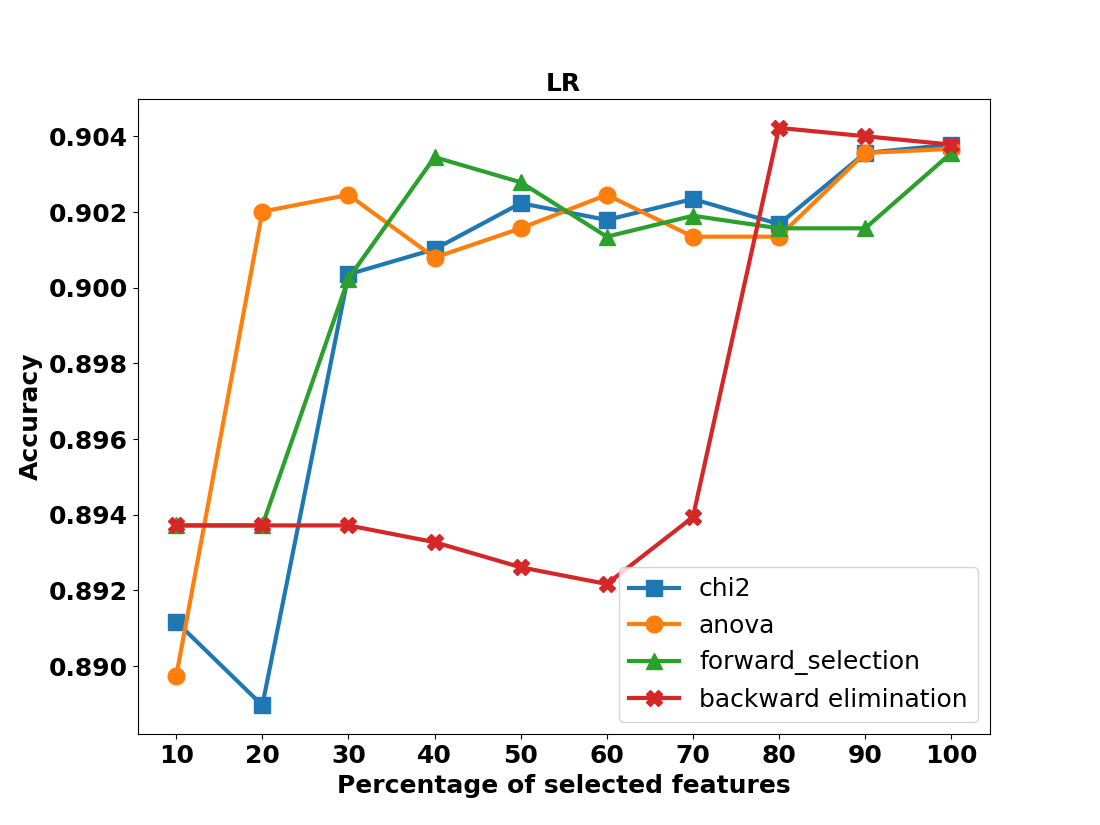 LR
0.904
0.902
0.900
0.898
0.896
0.894
0.892
0.890
Accuracy
10 20 30 40 50 60 70 80 90 100
Percentage of selected features
chi2
anova
forward_selection
backward elimination